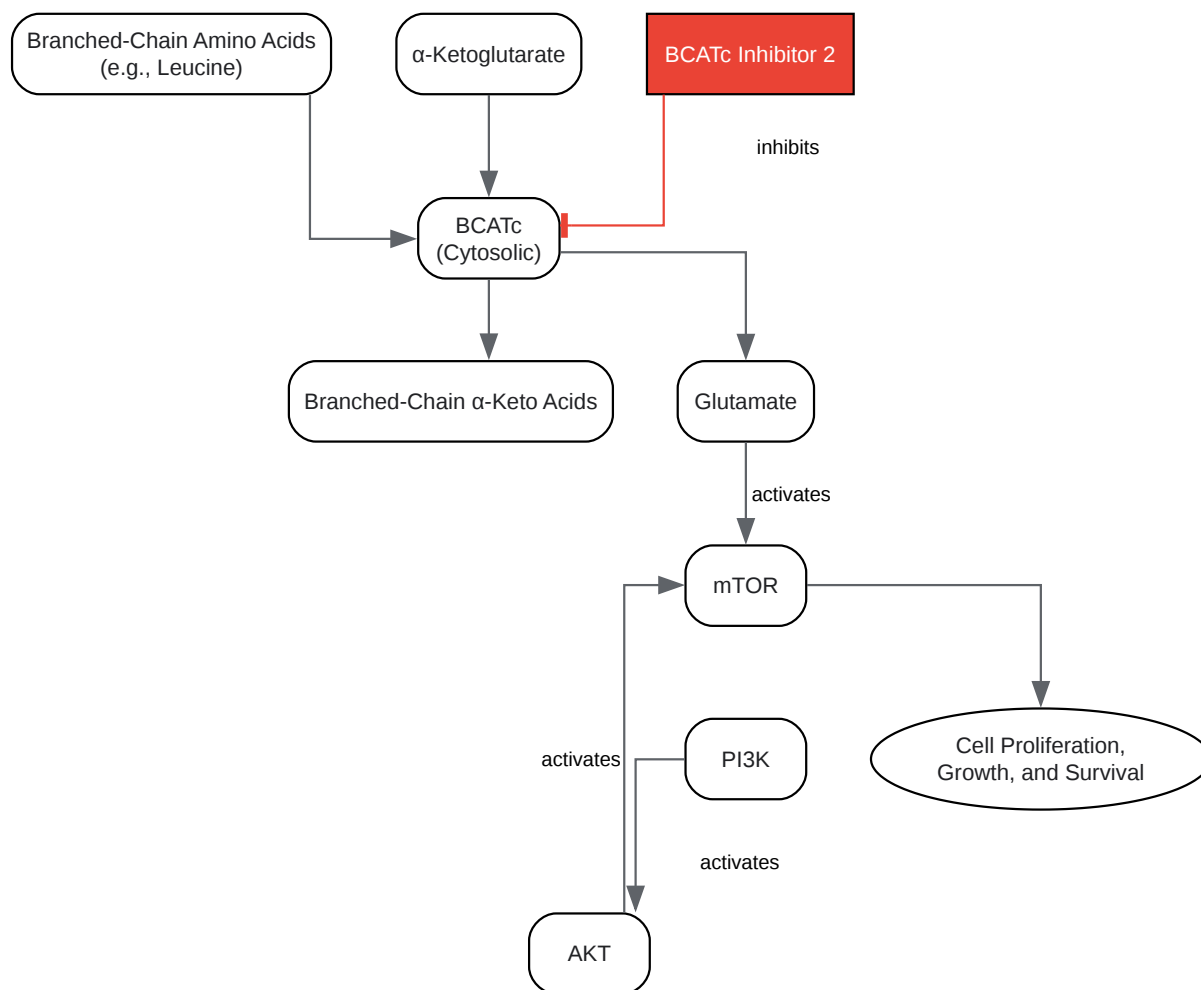 Branched-Chain Amino Acids
(e.g., Leucine)
α-Ketoglutarate
BCATc Inhibitor 2
inhibits
BCATc
(Cytosolic)
Branched-Chain α-Keto Acids
Glutamate
activates
mTOR
activates
PI3K
Cell Proliferation,
Growth, and Survival
activates
AKT